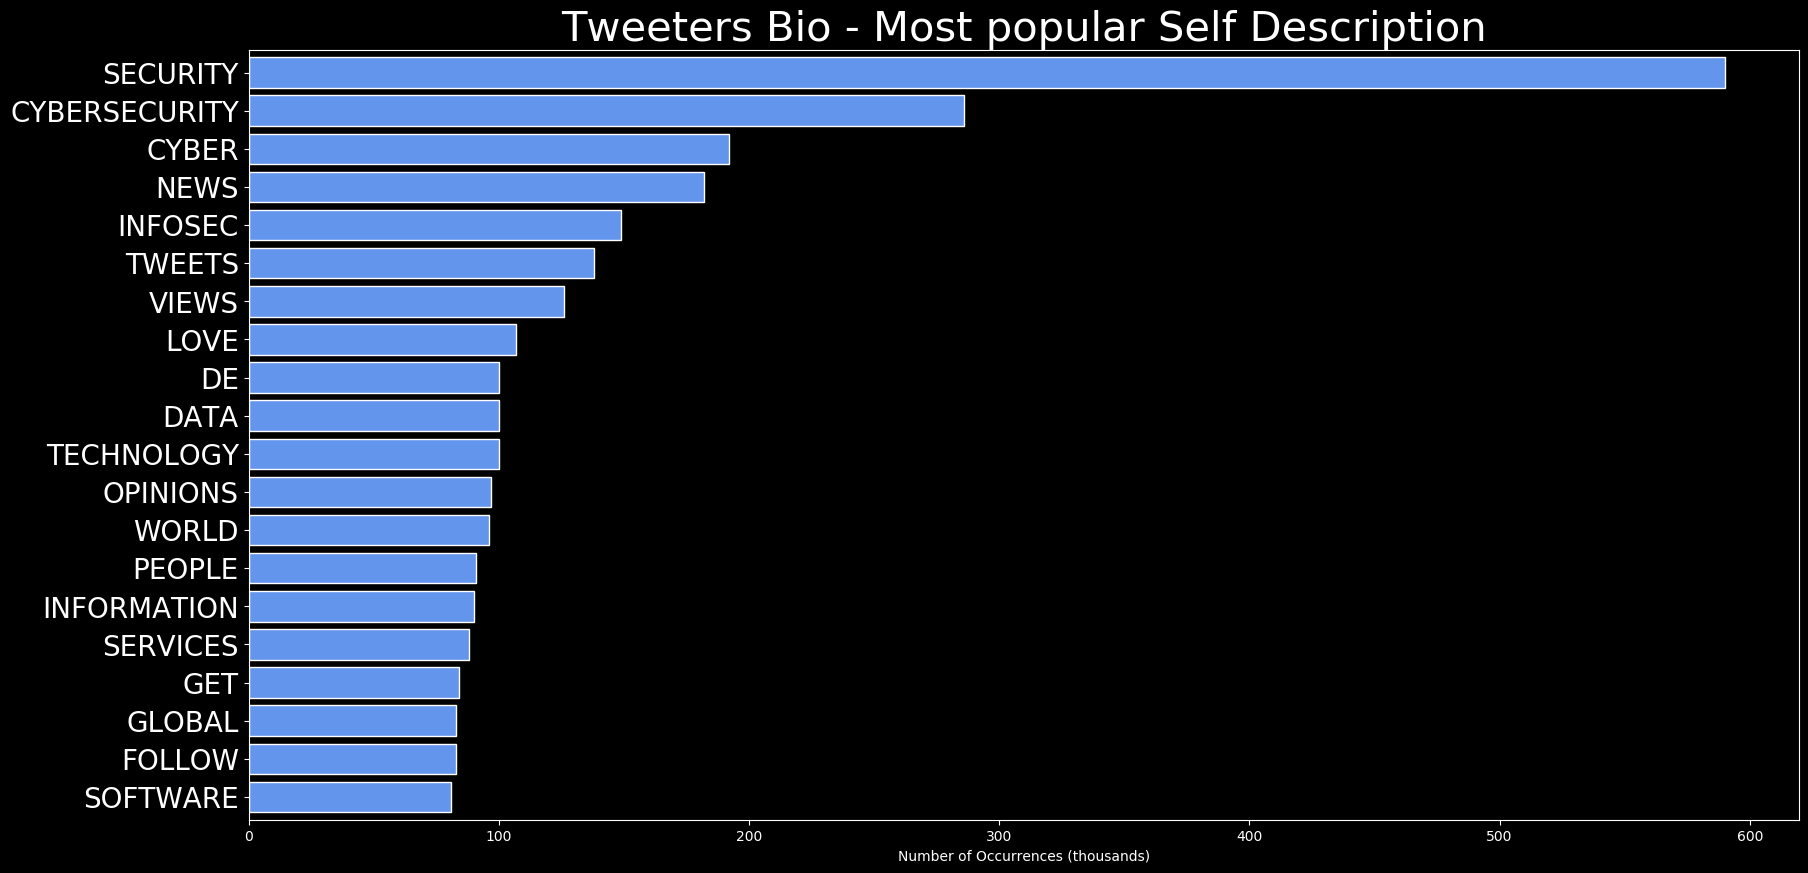 Tweeters Bio - Most popular Self Description
SECURITY
CYBERSECURITY
CYBER
NEWS
INFOSEC
TWEETS
VIEWS
LOVE
DE
DATA
TECHNOLOGY
OPINIONS
WORLD
PEOPLE
INFORMATION
SERVICES
GET
GLOBAL
FOLLOW
SOFTWARE
0 100 200 300 400 500 600
Number of Occurrences (thousands)